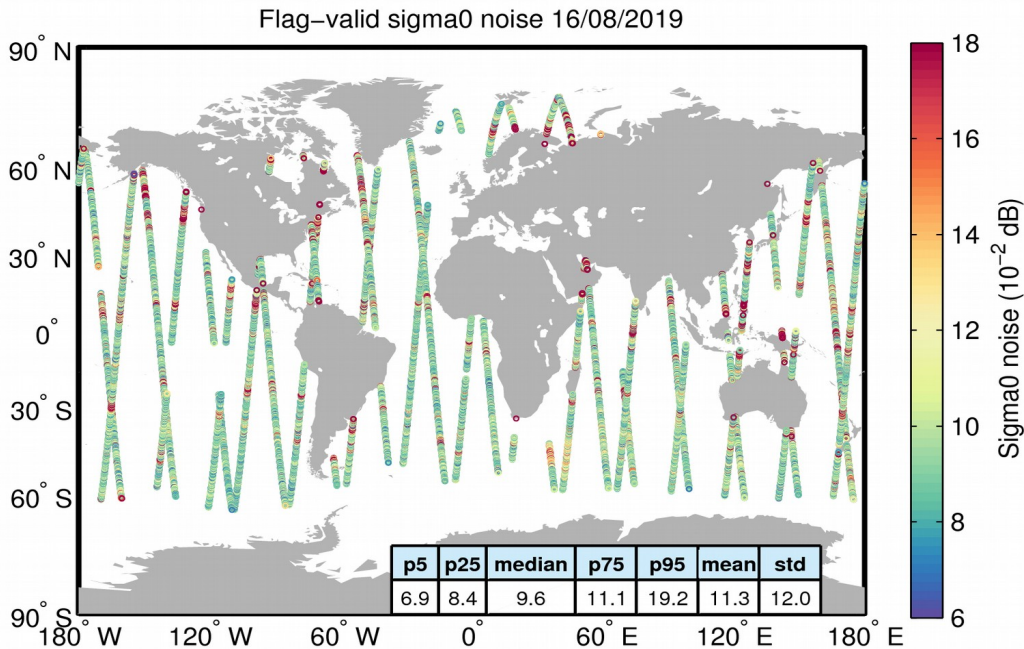 Flag−valid sigma0 noise 16/08/2019
90° N
60° N
30° N
0°
30° S
60° S
90° S
180° W 120° W 60° W 0° 60° E 120° E 180° E
p5 p25 median p75 p95 mean std
6.9 8.4 9.6 11.1 19.2 11.3 12.0
18
16
14
12
10
8
6
Sigma0 noise (10⁻² dB)